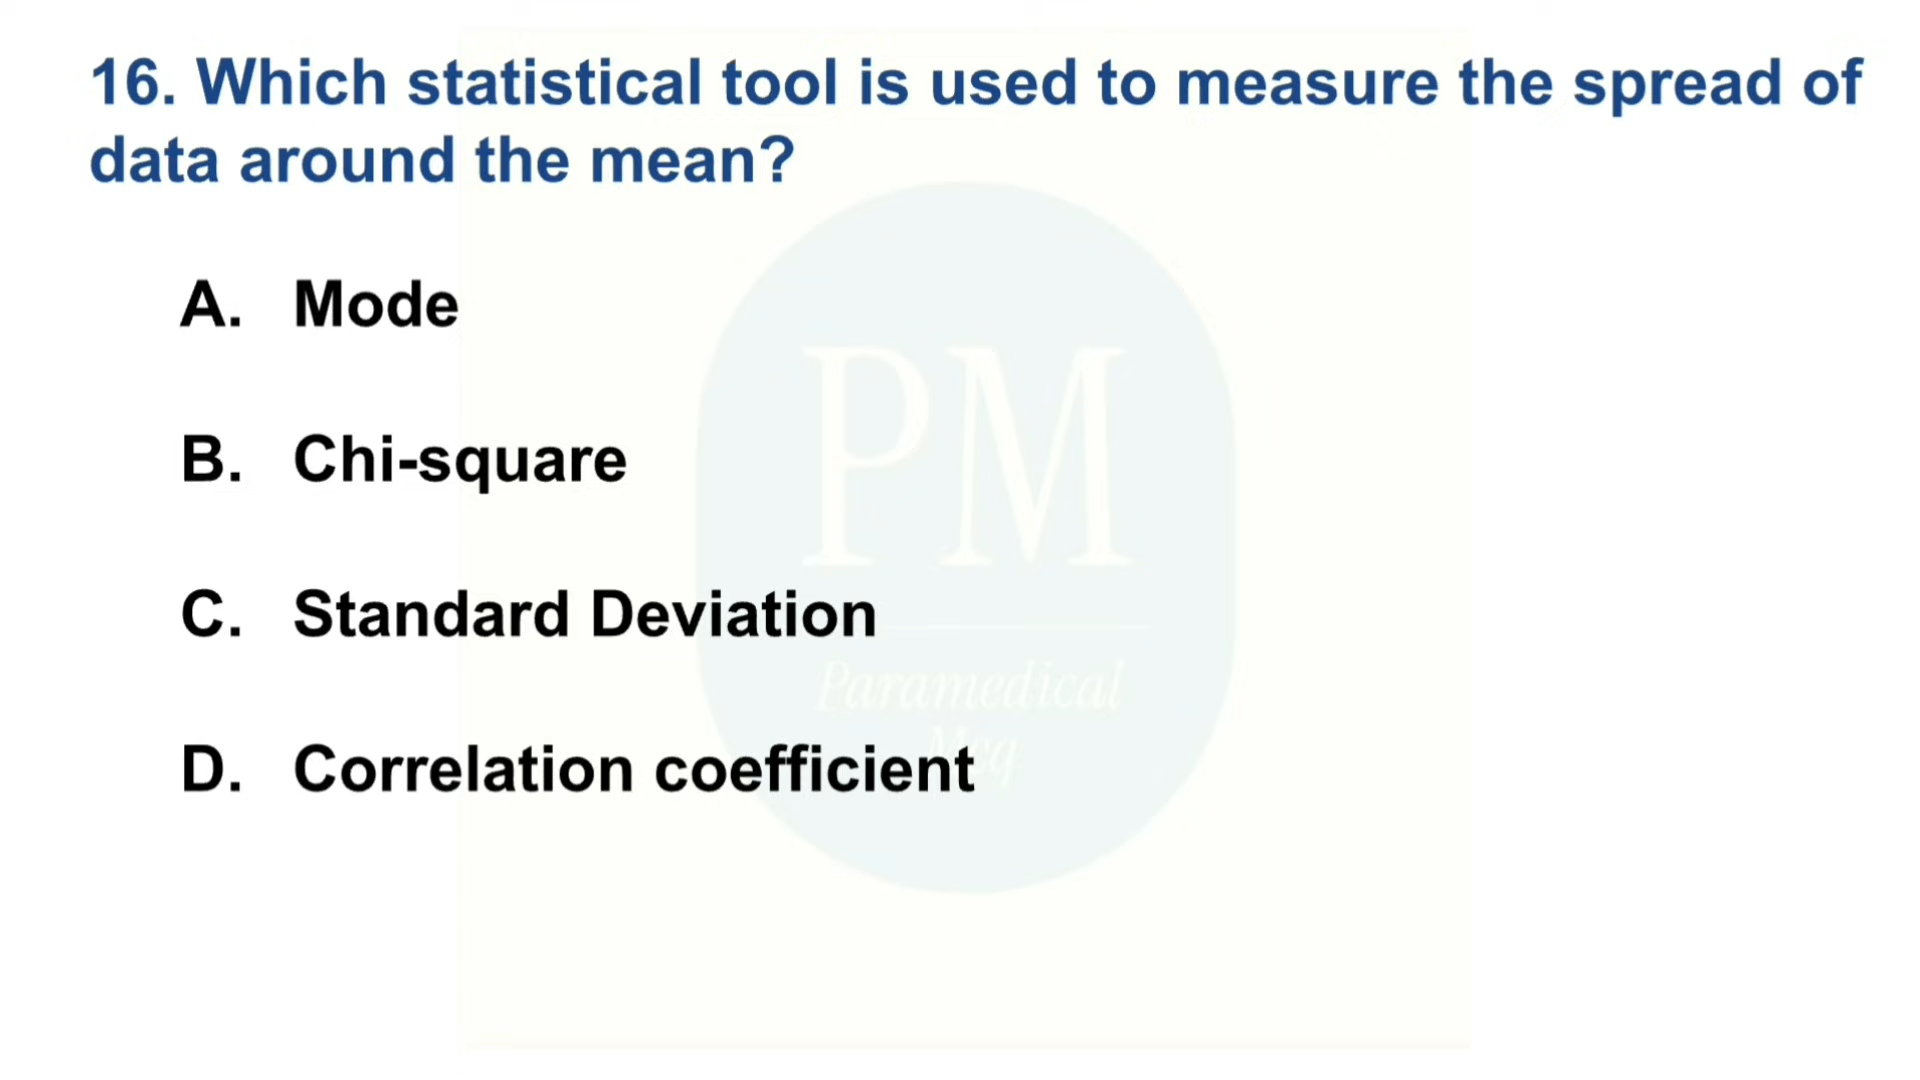 16. Which statistical tool is used to measure the spread of
data around the mean?
A. Mode
B. Chi-square
C. Standard Deviation
D. Correlation coefficient
PM
Paramedical
Mcq